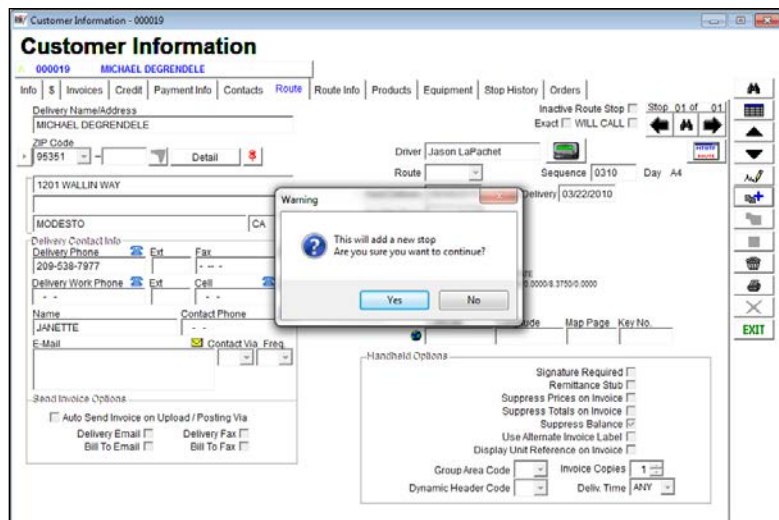 Customer Information - 000019
Customer Information
000019 MICHAEL DEGRENDELE
Info $ Invoices Credit Payment Info Contacts Route Route Info Products Equipment Stop History Orders
Delivery Name/Address
MICHAEL DEGRENDELE
Inactive Route Stop
Stop 01 of 01
Exact WILL CALL
ZIP Code
95351 - Detail
Driver Jason LaPachet
Route Sequence 0310 Day A4
1201 WALLIN WAY
Delivery 03/22/2010
MODESTO CA
Warning
This will add a new stop
Are you sure you want to continue?
Yes No
Delivery Contact Info
Delivery Phone Ext Fax
209-538-7977 - - -
Delivery Work Phone Ext Cell
- - - -
Name Contact Phone
JANETTE - -
E-Mail Contact Via Freq.
Map Page Key No.
Send Invoice Options
Auto Send Invoice on Upload / Posting Via
Delivery Email Delivery Fax
Bill To Email Bill To Fax
Handheld Options
Signature Required
Remittance Stub
Suppress Prices on Invoice
Suppress Totals on Invoice
Suppress Balance
Use Alternate Invoice Label
Display Unit Reference on Invoice
Group Area Code Invoice Copies 1
Dynamic Header Code Deliv. Time ANY
EXIT